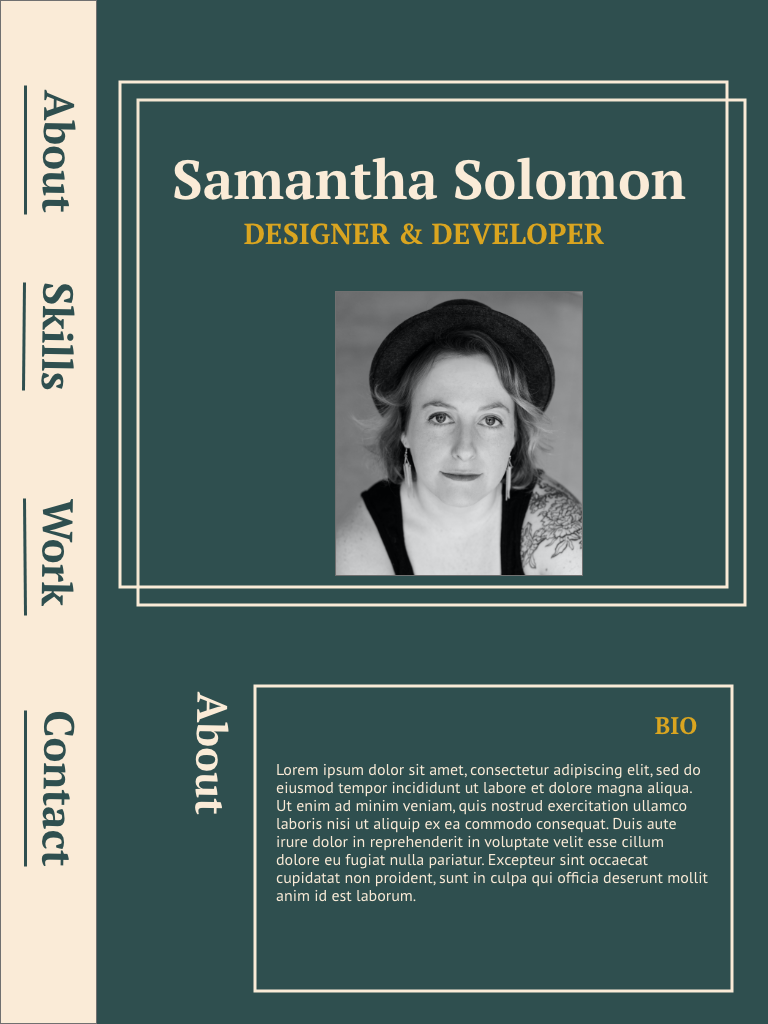 About
Skills
Work
Contact
Samantha Solomon
DESIGNER & DEVELOPER
About
BIO
Lorem ipsum dolor sit amet, consectetur adipiscing elit, sed do
eiusmod tempor incididunt ut labore et dolore magna aliqua.
Ut enim ad minim veniam, quis nostrud exercitation ullamco
laboris nisi ut aliquip ex ea commodo consequat. Duis aute
irure dolor in reprehenderit in voluptate velit esse cillum
dolore eu fugiat nulla pariatur. Excepteur sint occaecat
cupidatat non proident, sunt in culpa qui officia deserunt mollit
anim id est laborum.